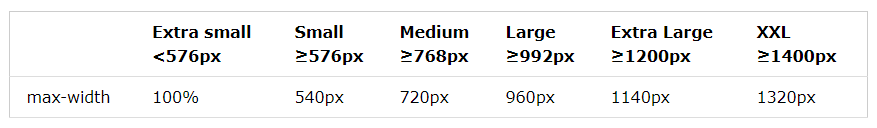 Extra small Small Medium Large Extra Large XXL
<576px ≥576px ≥768px ≥992px ≥1200px ≥1400px
max-width 100% 540px 720px 960px 1140px 1320px